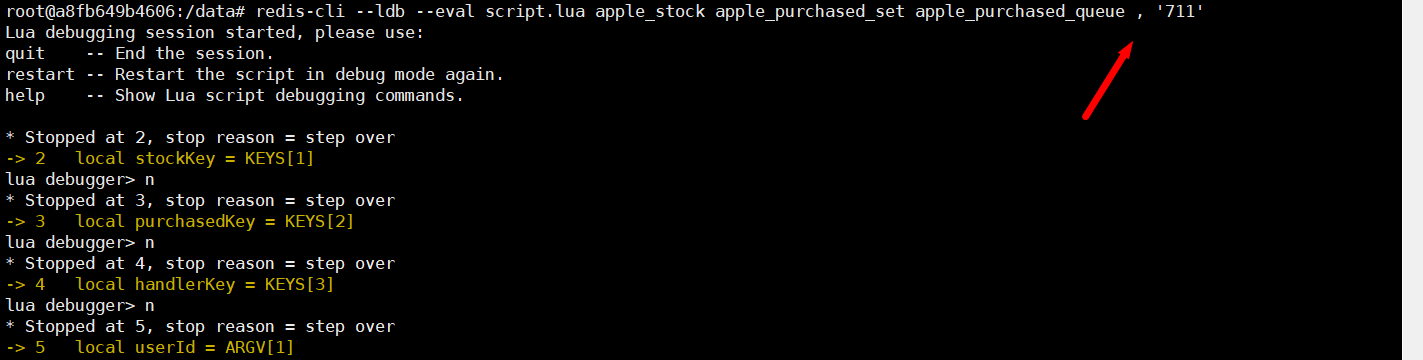 root@a8fb649b4606:/data# redis-cli --ldb --eval script.lua apple_stock apple_purchased_set apple_purchased_queue , '711'
Lua debugging session started, please use:
quit    -- End the session.
restart -- Restart the script in debug mode again.
help    -- Show Lua script debugging commands.
* Stopped at 2, stop reason = step over
-> 2   local stockKey = KEYS[1]
lua debugger> n
* Stopped at 3, stop reason = step over
-> 3   local purchasedKey = KEYS[2]
lua debugger> n
* Stopped at 4, stop reason = step over
-> 4   local handlerKey = KEYS[3]
lua debugger> n
* Stopped at 5, stop reason = step over
-> 5   local userId = ARGV[1]